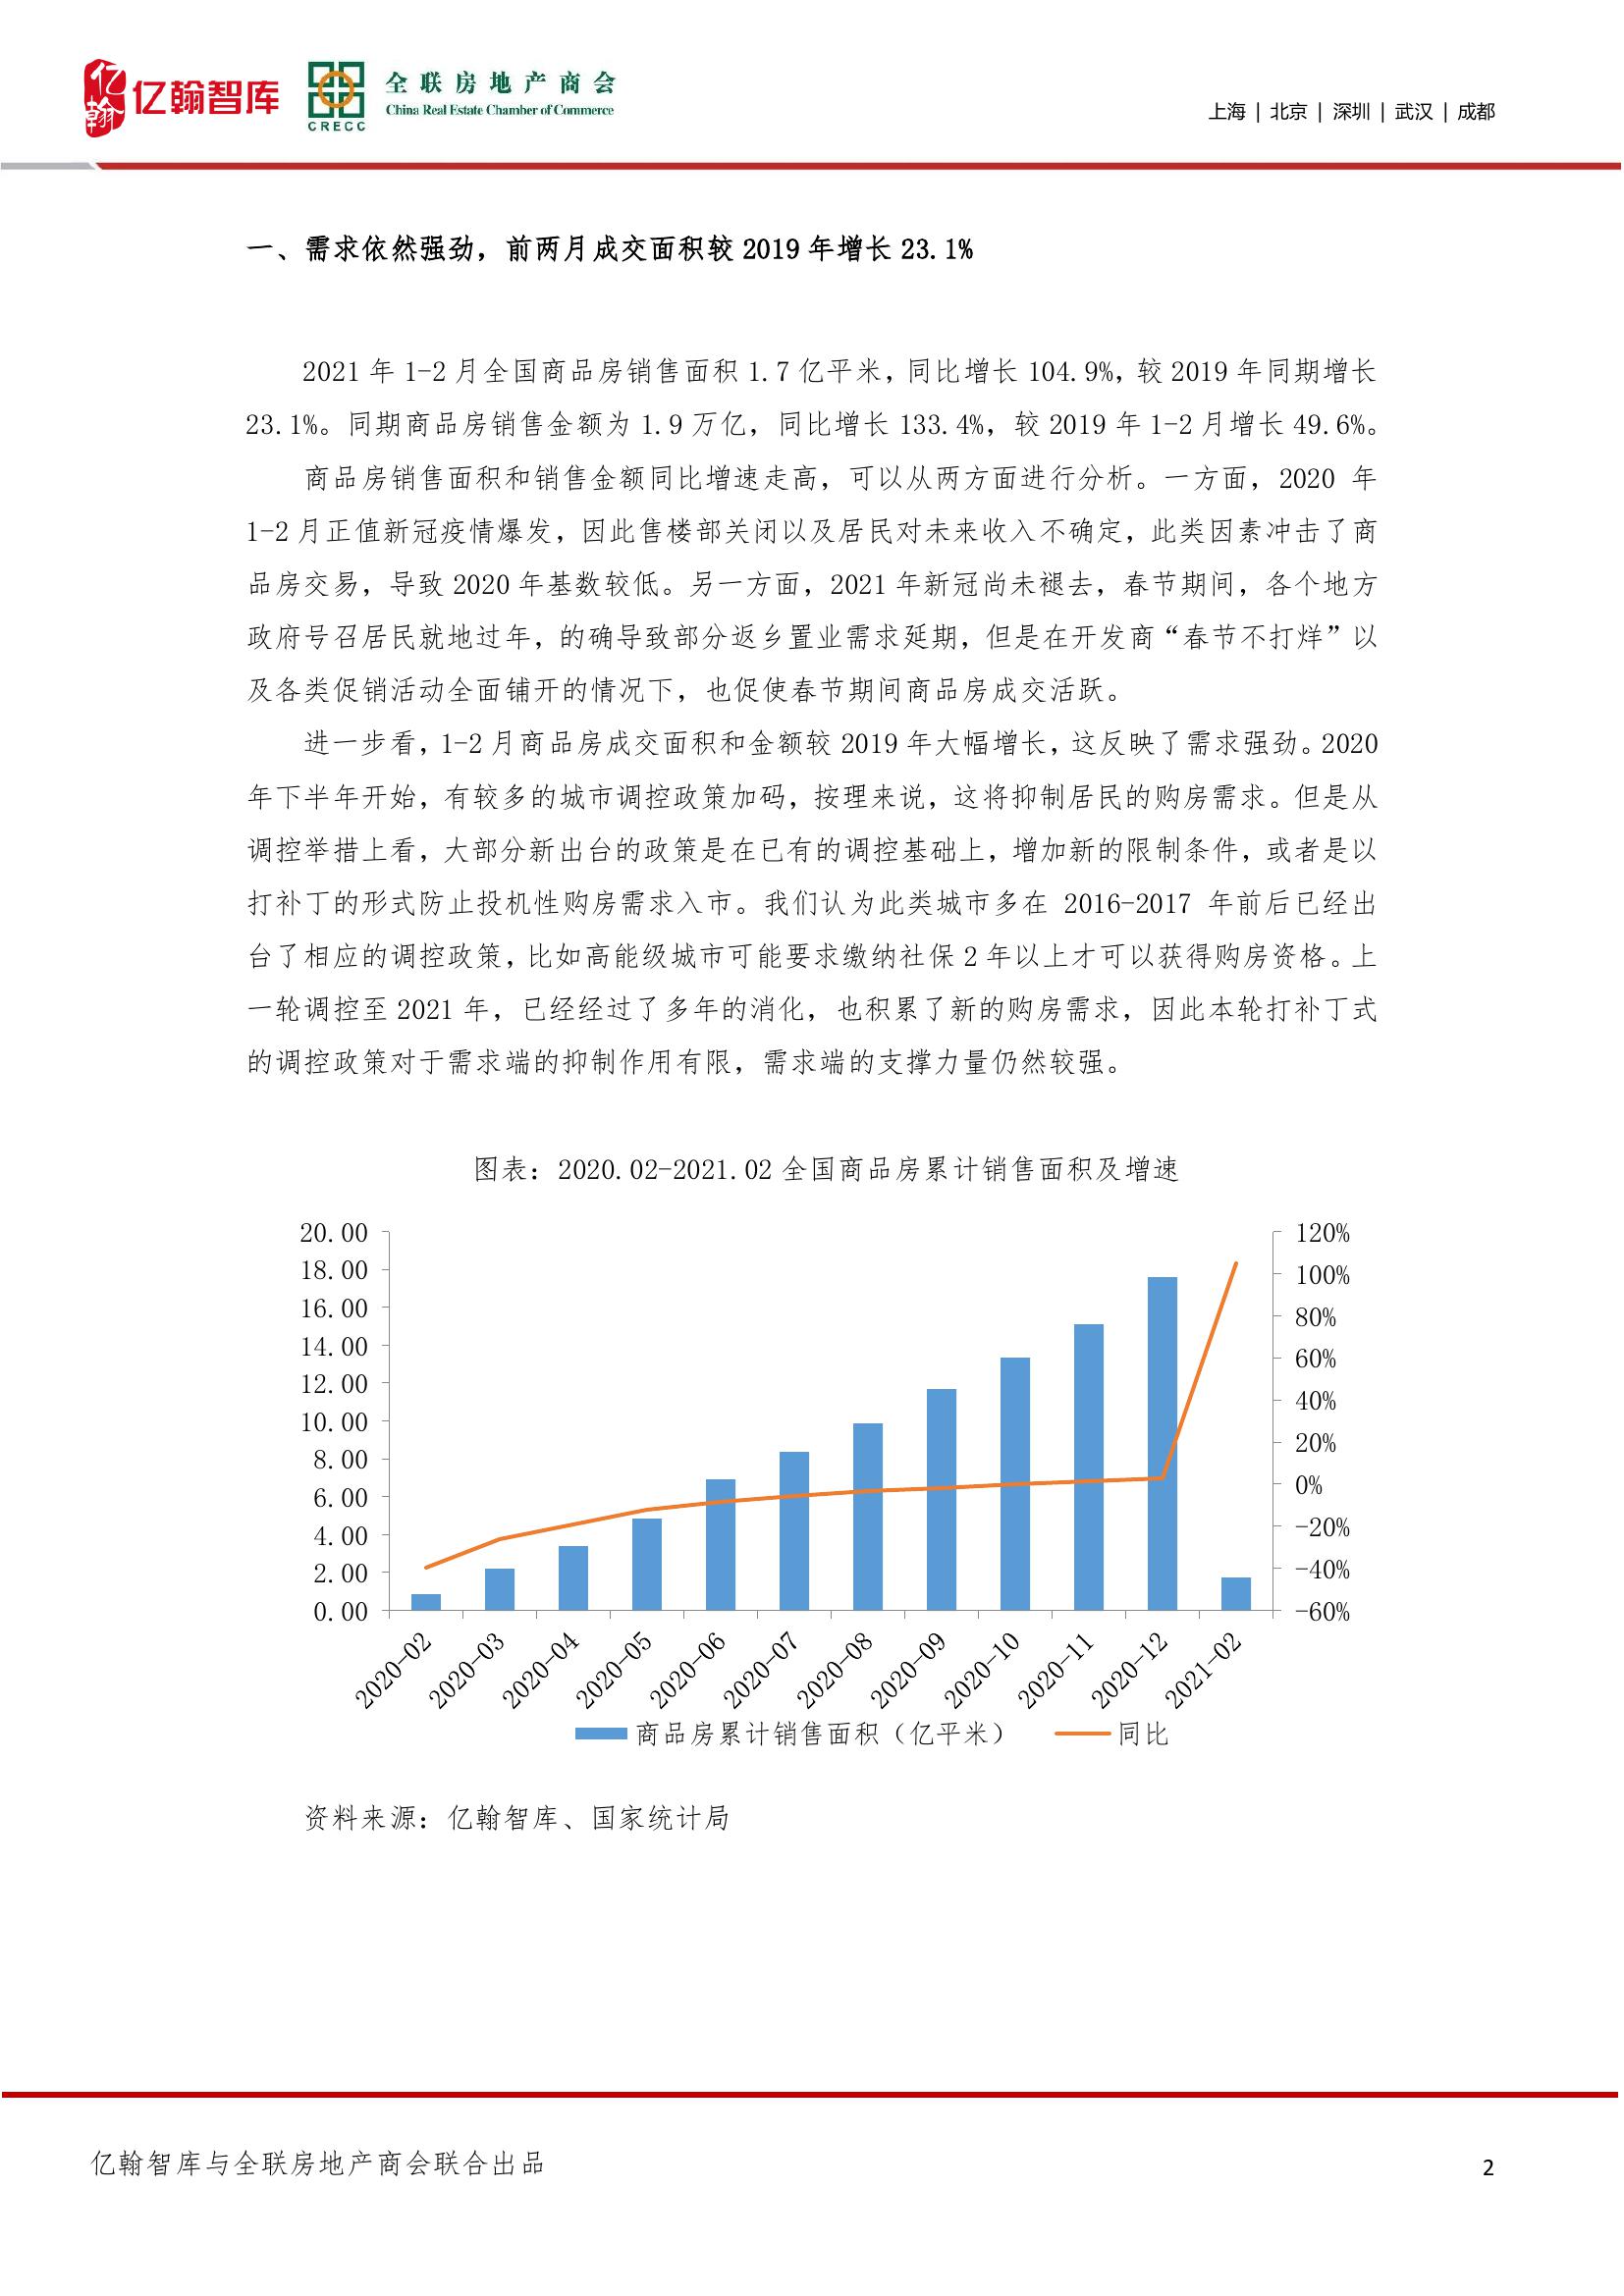 亿翰 亿翰智库 CRECC 全联房地产商会
China Real Estate Chamber of Commerce
上海 | 北京 | 深圳 | 武汉 | 成都
一、需求依然强劲，前两月成交面积较 2019 年增长 23.1%
2021 年 1-2 月全国商品房销售面积 1.7 亿平米，同比增长 104.9%，较 2019 年同期增长
23.1%。同期商品房销售金额为 1.9 万亿，同比增长 133.4%，较 2019 年 1-2 月增长 49.6%。
商品房销售面积和销售金额同比增速走高，可以从两方面进行分析。一方面，2020 年
1-2 月正值新冠疫情爆发，因此售楼部关闭以及居民对未来收入不确定，此类因素冲击了商
品房交易，导致 2020 年基数较低。另一方面，2021 年新冠尚未褪去，春节期间，各个地方
政府号召居民就地过年，的确导致部分返乡置业需求延期，但是在开发商“春节不打烊”以
及各类促销活动全面铺开的情况下，也促使春节期间商品房成交活跃。
进一步看，1-2 月商品房成交面积和金额较 2019 年大幅增长，这反映了需求强劲。2020
年下半年开始，有较多的城市调控政策加码，按理来说，这将抑制居民的购房需求。但是从
调控举措上看，大部分新出台的政策是在已有的调控基础上，增加新的限制条件，或者是以
打补丁的形式防止投机性购房需求入市。我们认为此类城市多在 2016-2017 年前后已经出
台了相应的调控政策，比如高能级城市可能要求缴纳社保 2 年以上才可以获得购房资格。上
一轮调控至 2021 年，已经经过了多年的消化，也积累了新的购房需求，因此本轮打补丁式
的调控政策对于需求端的抑制作用有限，需求端的支撑力量仍然较强。
图表：2020.02-2021.02 全国商品房累计销售面积及增速
20.00 120%
18.00 100%
16.00 80%
14.00 60%
12.00 40%
10.00 20%
8.00 0%
6.00 -20%
4.00 -40%
2.00 -60%
0.00
2020-02 2020-03 2020-04 2020-05 2020-06 2020-07 2020-08 2020-09 2020-10 2020-11 2020-12 2021-02
商品房累计销售面积（亿平米） 同比
资料来源：亿翰智库、国家统计局
亿翰智库与全联房地产商会联合出品 2